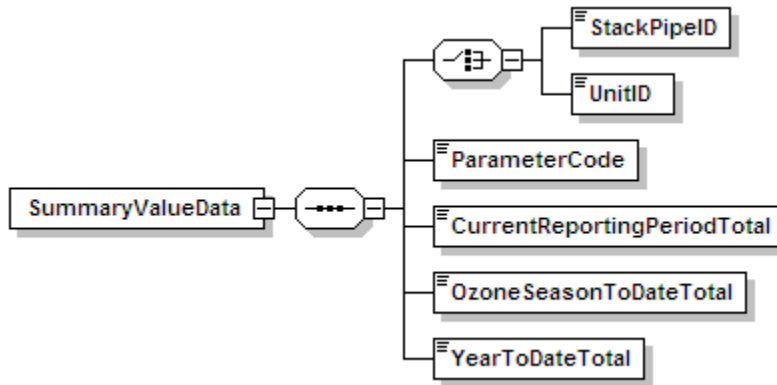 StackPipeID
UnitID
ParameterCode
SummaryValueData
CurrentReportingPeriodTotal
OzoneSeasonToDateTotal
YearToDateTotal